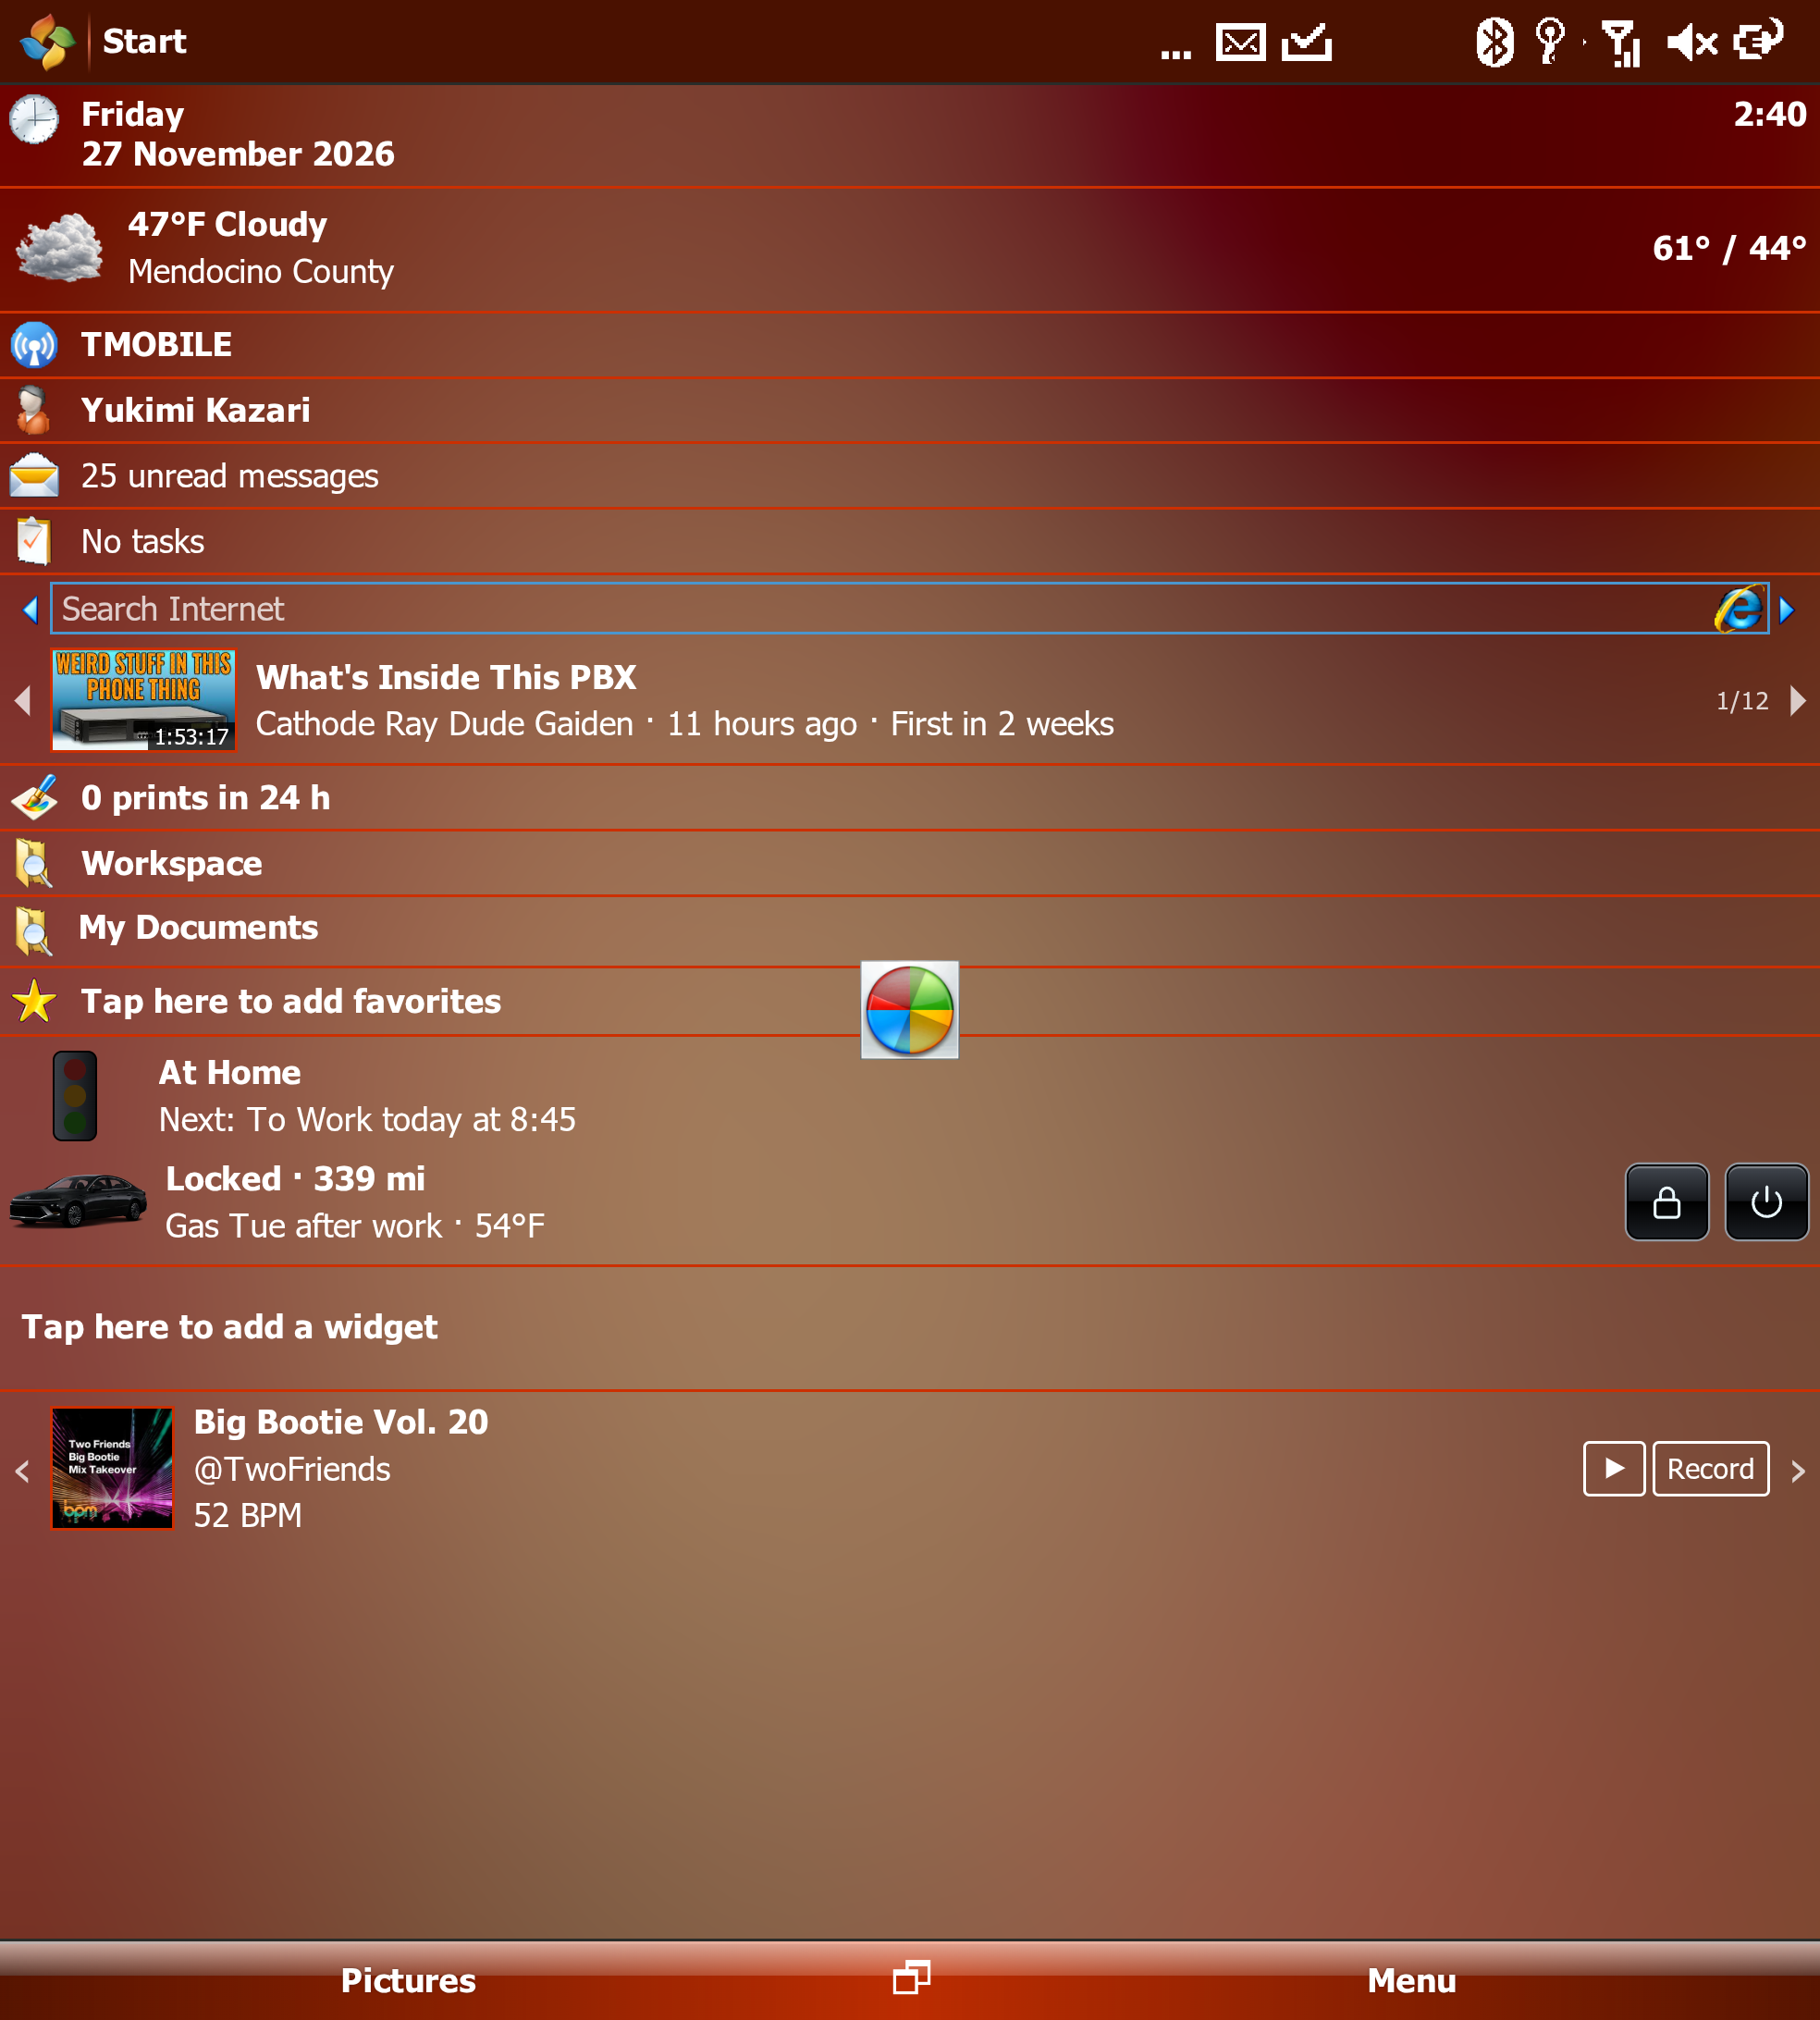 Start
...
Friday
2:40
27 November 2026
47°F Cloudy
Mendocino County
61° / 44°
TMOBILE
Yukimi Kazari
25 unread messages
No tasks
Search Internet
WEIRD STUFF IN THIS
PHONE THING
1:53:17
What's Inside This PBX
Cathode Ray Dude Gaiden · 11 hours ago · First in 2 weeks
1/12
0 prints in 24 h
Workspace
My Documents
Tap here to add favorites
At Home
Next: To Work today at 8:45
Locked · 339 mi
Gas Tue after work · 54°F
Tap here to add a widget
Two Friends
Big Bootie
Mix Takeover
bpm
Big Bootie Vol. 20
@TwoFriends
52 BPM
Record
Pictures
Menu